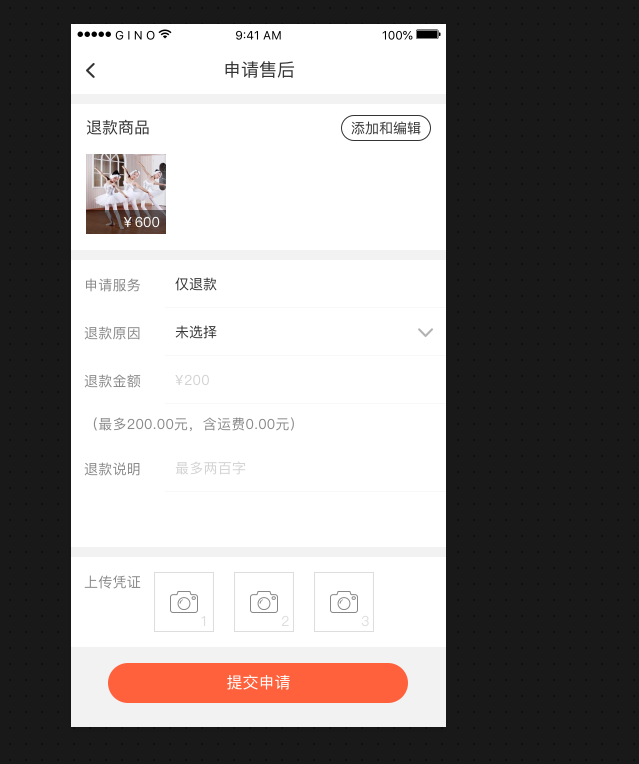 GINO 9:41 AM 100%
申请售后
退款商品 添加和编辑
¥600
申请服务 仅退款
退款原因 未选择
退款金额 ¥200
（最多200.00元，含运费0.00元）
退款说明 最多两百字
上传凭证
1 2 3
提交申请